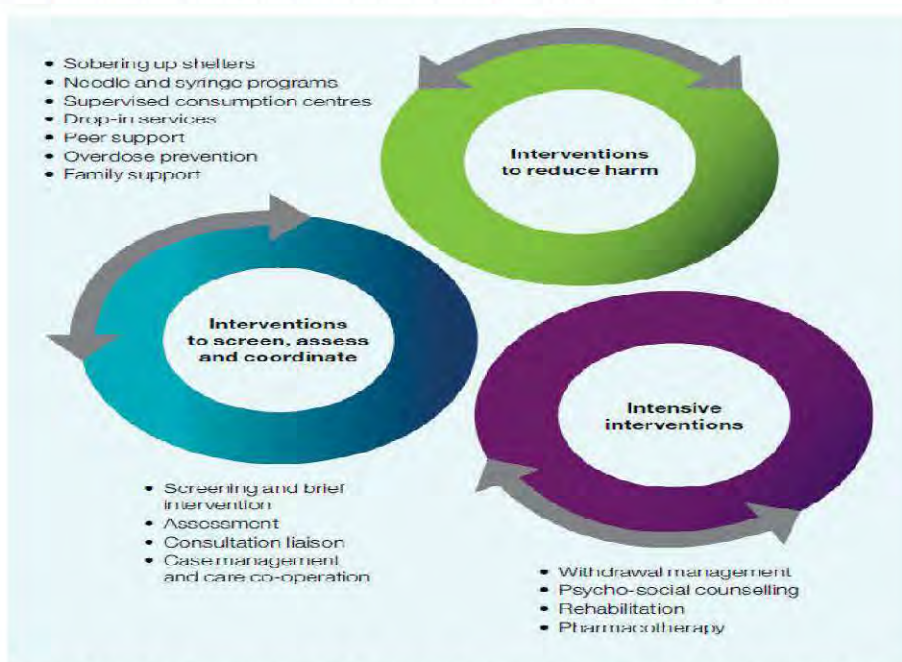 • Sobering up shelters
• Needle and syringe programs
• Supervised consumption centres
• Drop-in services
• Peer support
• Overdose prevention
• Family support
Interventions
to reduce harm
Interventions
to screen, assess
and coordinate
Intensive
interventions
• Screening and brief
intervention
• Assessment
• Consultation liaison
• Case management
and care co-operation
• Withdrawal management
• Psycho-social counselling
• Rehabilitation
• Pharmacotherapy